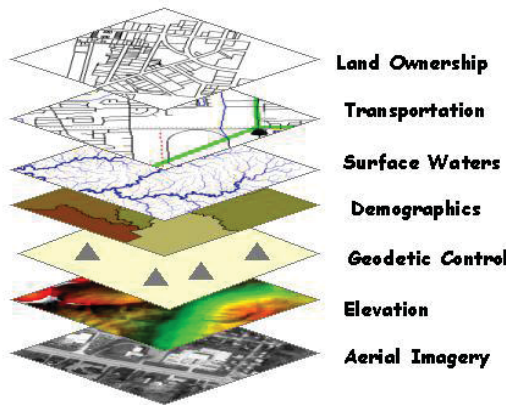 Land Ownership
Transportation
Surface Waters
Demographics
Geodetic Control
Elevation
Aerial Imagery